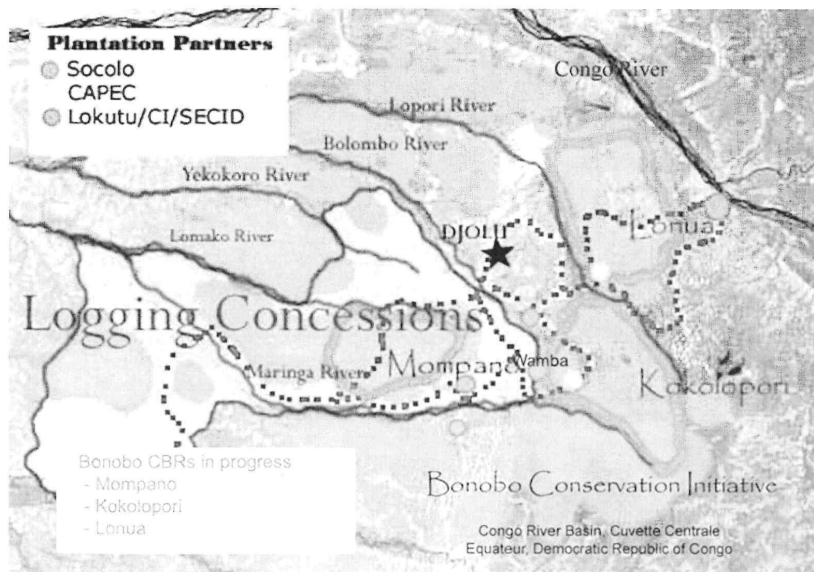 Plantation Partners
Socolo
CAPEC
Lokutu/CI/SECID
Congo River
Lopori River
Bolombo River
Yekokoro River
Lomako River
DJOLU
Lonua
Logging Concessions
Maringa River
Mompano
Wamba
Kokolopori
Bonobo CBRs in progress
- Mompano
- Kokolopori
- Lonua
Bonobo Conservation Initiative
Congo River Basin, Cuvette Centrale
Equateur, Democratic Republic of Congo